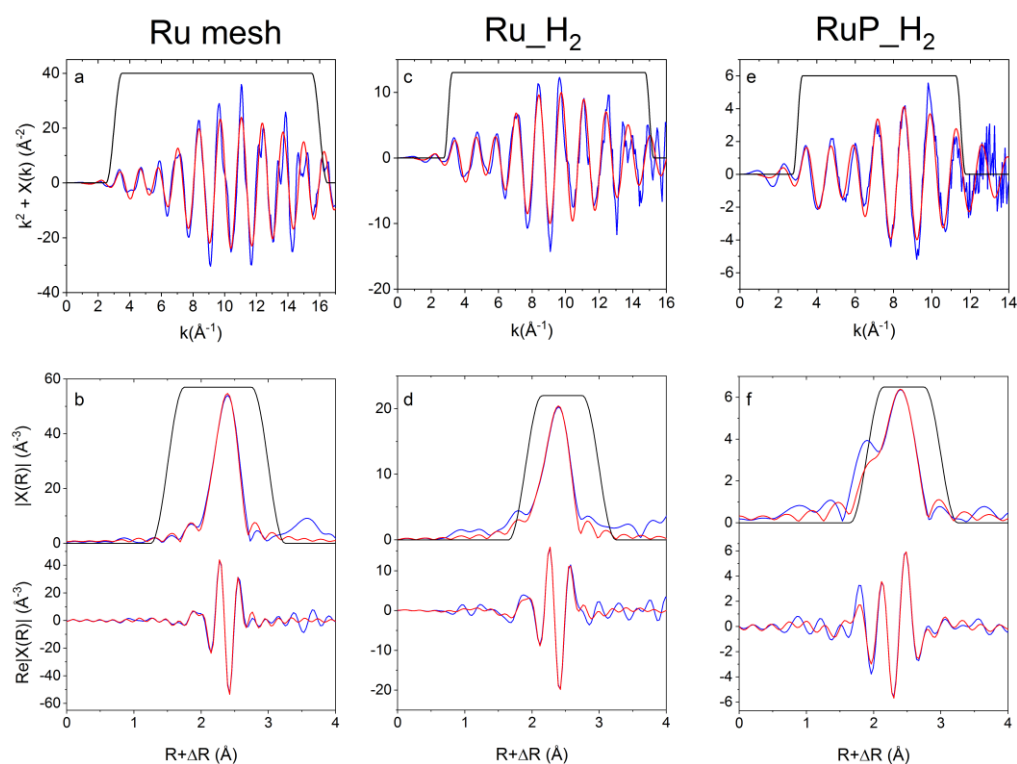 Ru mesh
Ru_H₂
RuP_H₂
a
40
20
0
-20
-40
0 2 4 6 8 10 12 14 16
k(Å⁻¹)
k² + X(k) (Å⁻²)
c
20
10
0
-10
-20
0 2 4 6 8 10 12 14 16
k(Å⁻¹)
e
6
4
2
0
-2
-4
-6
0 2 4 6 8 10 12 14
k(Å⁻¹)
b
60
40
20
0
|X(R)| (Å⁻³)
40
20
0
-20
-40
-60
Re|X(R)| (Å⁻³)
0 1 2 3 4
R+ΔR (Å)
d
20
10
0
10
0
-10
-20
0 1 2 3 4
R+ΔR (Å)
f
6
4
2
0
6
4
2
0
-2
-4
-6
0 1 2 3 4
R+ΔR (Å)